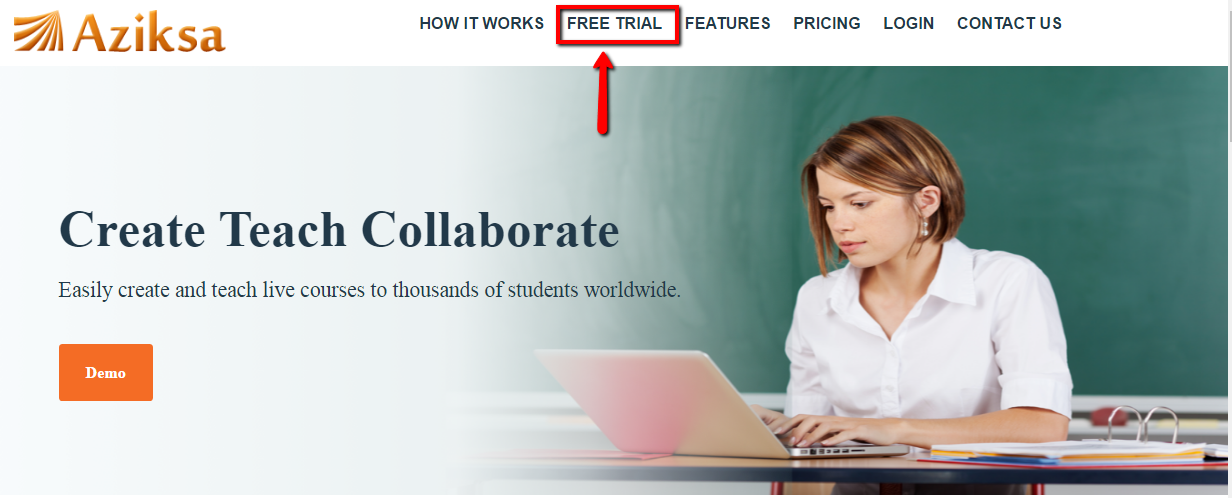 Aziksa
HOW IT WORKS FREE TRIAL FEATURES PRICING LOGIN CONTACT US
Create Teach Collaborate
Easily create and teach live courses to thousands of students worldwide.
Demo